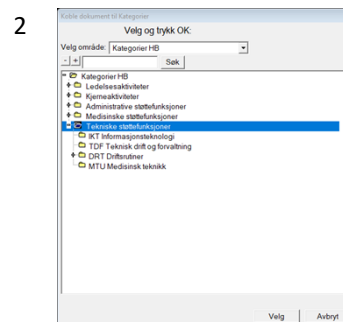 2
Koble dokument til Kategorier
Velg og trykk OK:
Velg område: Kategorier HB
- + Søk
Kategorier HB
Ledelsesaktiviteter
Kjerneaktiviteter
Administrative støttefunksjoner
Medisinske støttefunksjoner
Tekniske støttefunksjoner
IKT Informasjonsteknologi
TDF Teknisk drift og forvaltning
DRT Driftsrutiner
MTU Medisinsk teknikk
Velg Avbryt